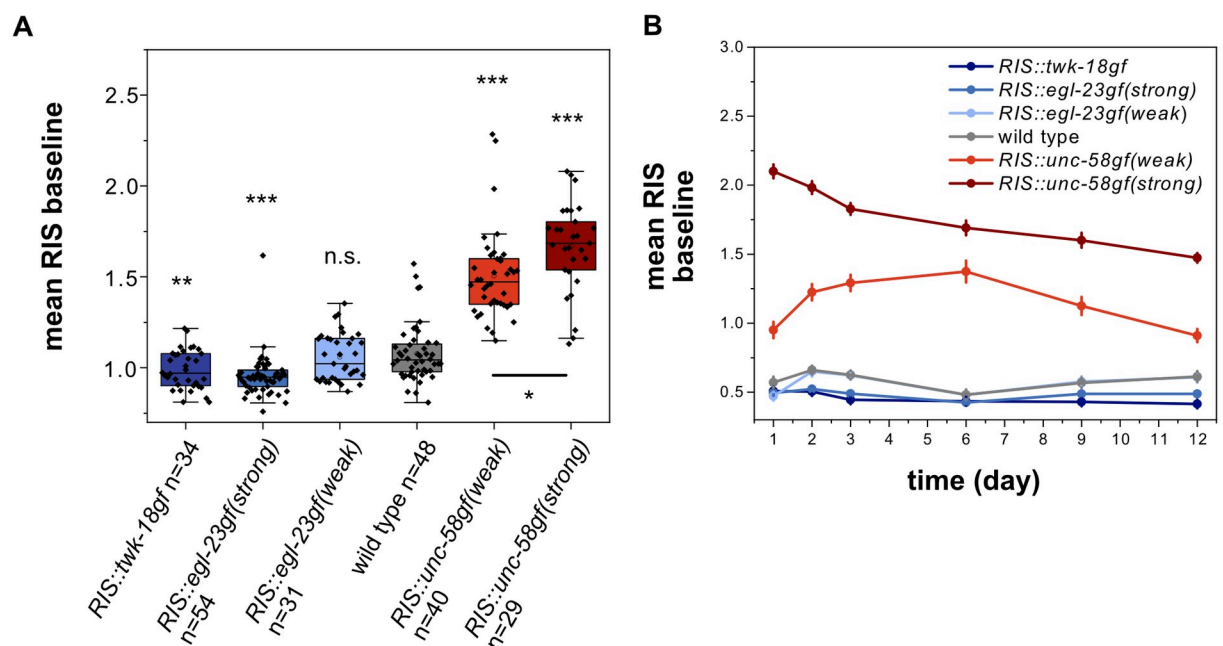 A
mean RIS baseline
2.5
2.0
1.5
1.0
**
***
n.s.
***
***
*
RIS::twk-18gf n=34
RIS::egl-23gf(strong)
n=54
RIS::egl-23gf(weak)
n=31
wild type n=48
RIS::unc-58gf(weak)
n=40
RIS::unc-58gf(strong)
n=29
B
mean RIS
baseline
3.0
2.5
2.0
1.5
1.0
0.5
RIS::twk-18gf
RIS::egl-23gf(strong)
RIS::egl-23gf(weak)
wild type
RIS::unc-58gf(weak)
RIS::unc-58gf(strong)
1 2 3 4 5 6 7 8 9 10 11 12
time (day)